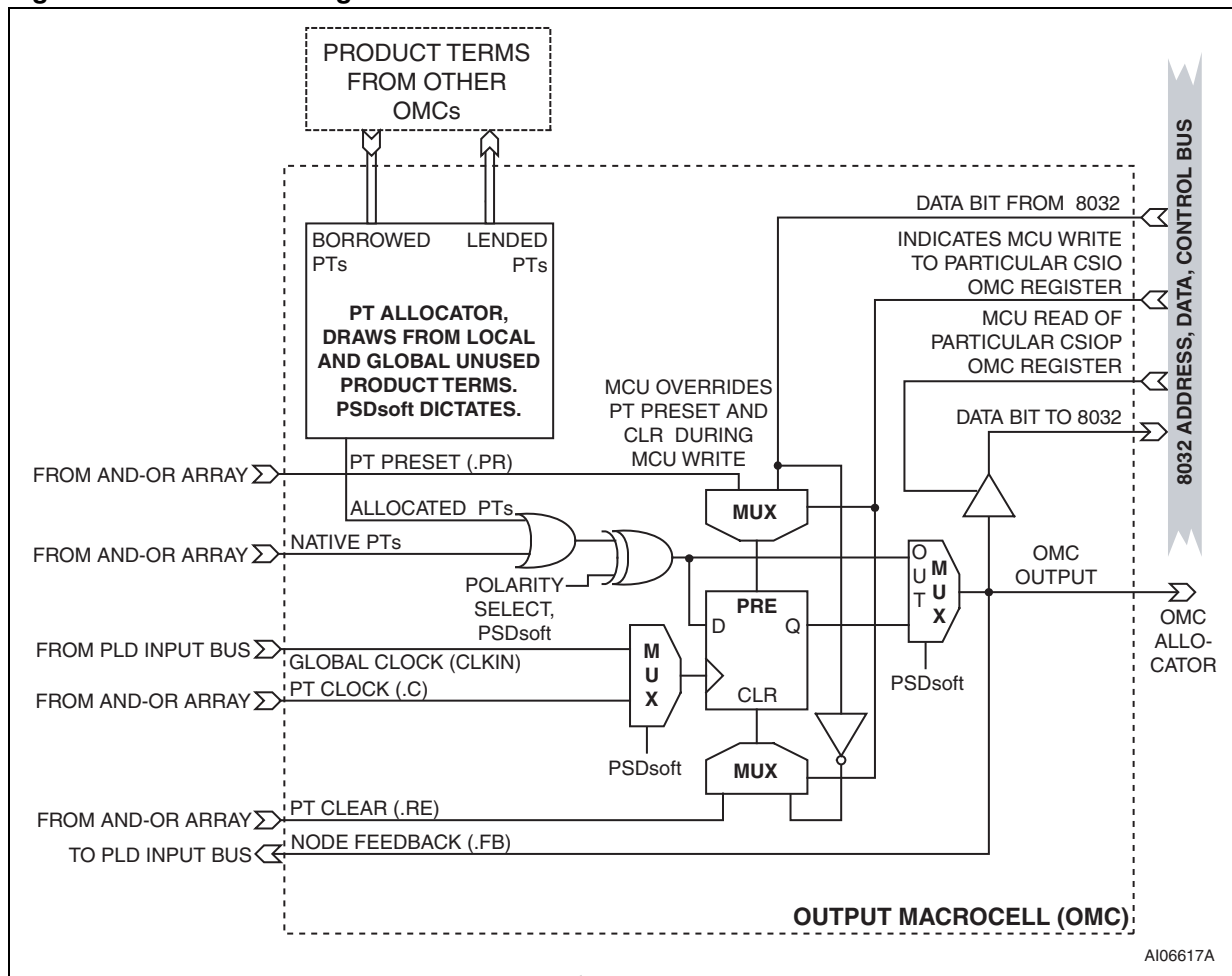 PRODUCT TERMS
FROM OTHER
OMCs
8032 ADDRESS, DATA, CONTROL BUS
DATA BIT FROM 8032
INDICATES MCU WRITE
TO PARTICULAR CSIO
OMC REGISTER
MCU READ OF
PARTICULAR CSIOP
OMC REGISTER
DATA BIT TO 8032
BORROWED
PTs
LENDED
PTs
PT ALLOCATOR,
DRAWS FROM LOCAL
AND GLOBAL UNUSED
PRODUCT TERMS.
PSDsoft DICTATES.
MCU OVERRIDES
PT PRESET AND
CLR DURING
MCU WRITE
FROM AND-OR ARRAY
PT PRESET (.PR)
MUX
ALLOCATED PTs
FROM AND-OR ARRAY
NATIVE PTs
POLARITY
SELECT,
PSDsoft
PRE
D
Q
CLR
OUT
MUX
PSDsoft
OMC
OUTPUT
OMC
ALLO-
CATOR
FROM PLD INPUT BUS
GLOBAL CLOCK (CLKIN)
FROM AND-OR ARRAY
PT CLOCK (.C)
MUX
PSDsoft
MUX
FROM AND-OR ARRAY
PT CLEAR (.RE)
TO PLD INPUT BUS
NODE FEEDBACK (.FB)
OUTPUT MACROCELL (OMC)
AI06617A